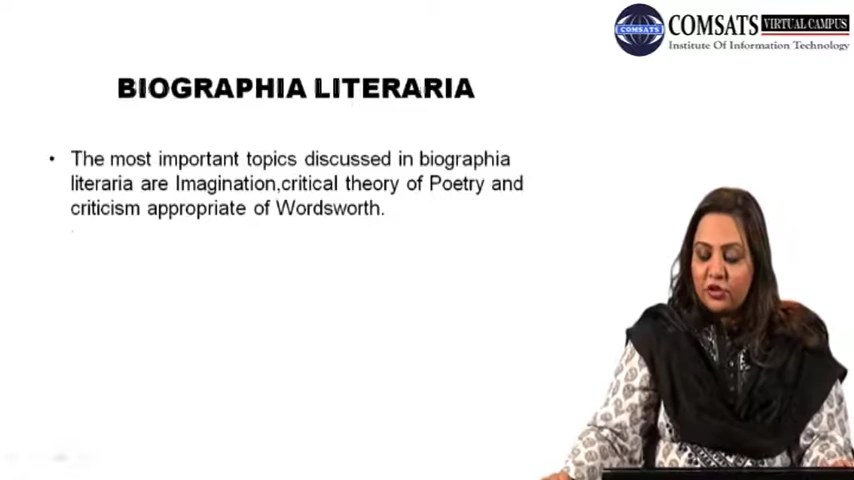 COMSATS VIRTUAL CAMPUS
COMSATS
Institute Of Information Technology
BIOGRAPHIA LITERARIA
• The most important topics discussed in biographia
literaria are Imagination,critical theory of Poetry and
criticism appropriate of Wordsworth.